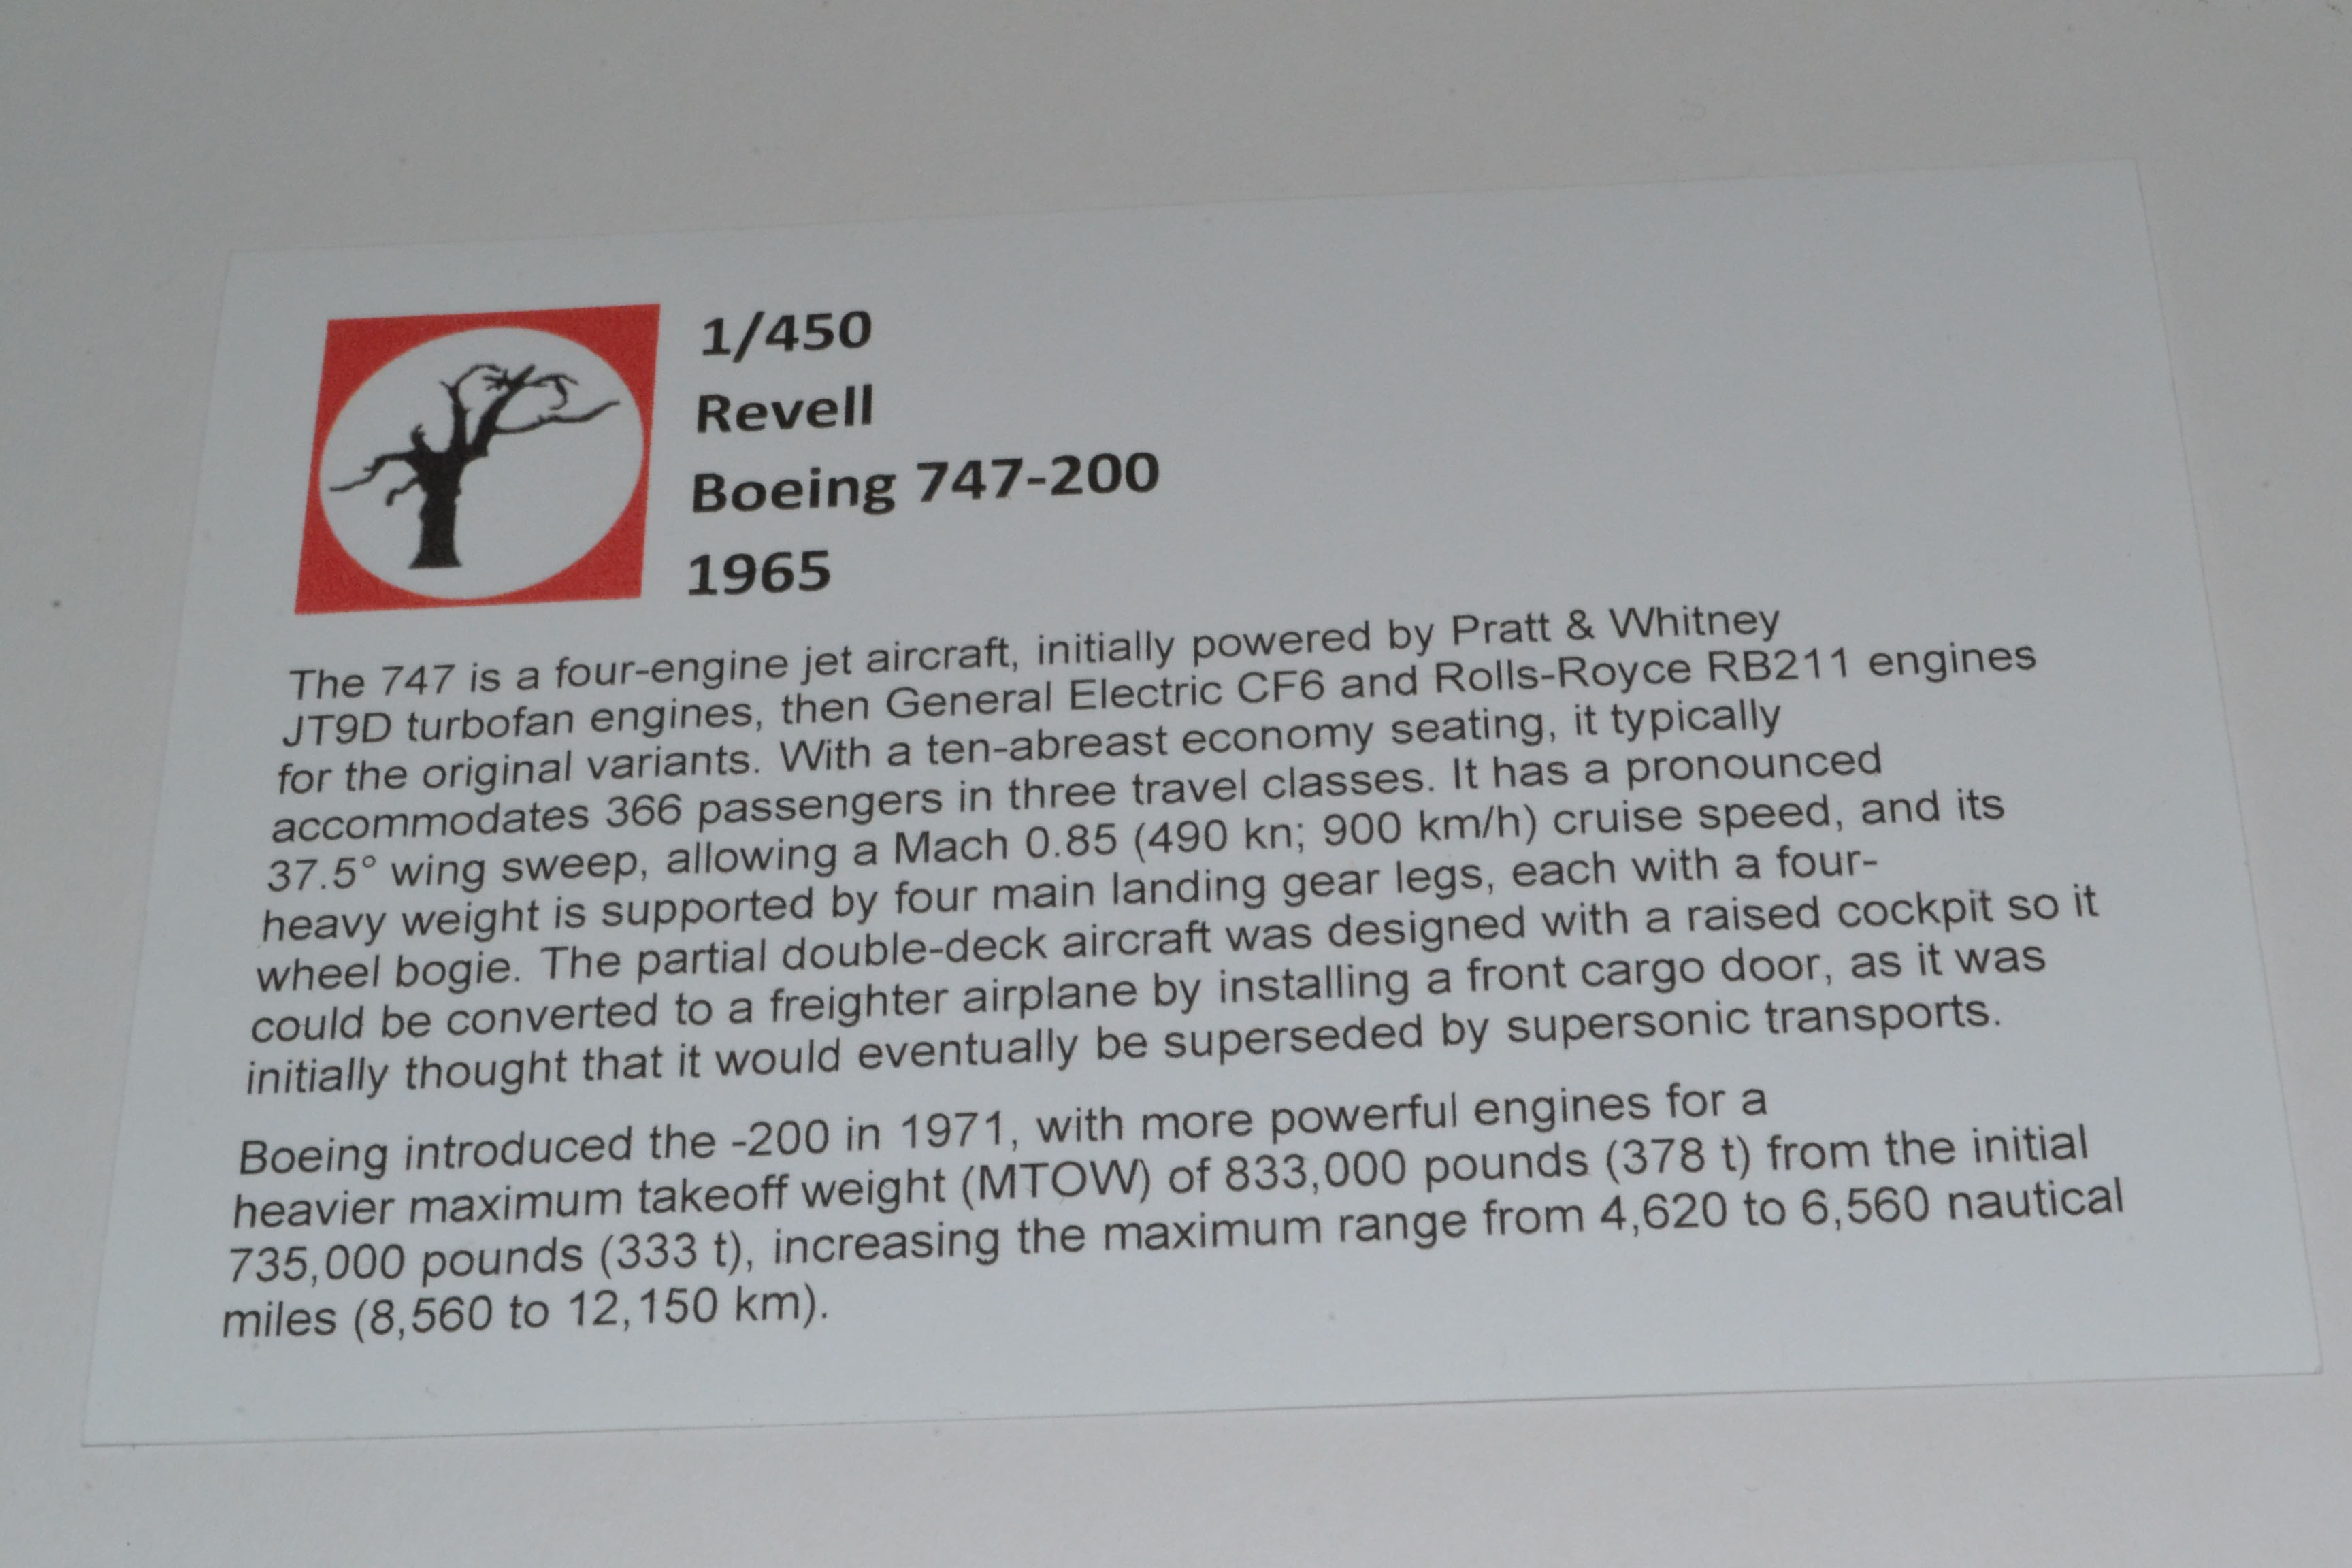 1/450
Revell
Boeing 747-200
1965
The 747 is a four-engine jet aircraft, initially powered by Pratt & Whitney
JT9D turbofan engines, then General Electric CF6 and Rolls-Royce RB211 engines
for the original variants. With a ten-abreast economy seating, it typically
accommodates 366 passengers in three travel classes. It has a pronounced
37.5° wing sweep, allowing a Mach 0.85 (490 kn; 900 km/h) cruise speed, and its
heavy weight is supported by four main landing gear legs, each with a four-
wheel bogie. The partial double-deck aircraft was designed with a raised cockpit so it
could be converted to a freighter airplane by installing a front cargo door, as it was
initially thought that it would eventually be superseded by supersonic transports.
Boeing introduced the -200 in 1971, with more powerful engines for a
heavier maximum takeoff weight (MTOW) of 833,000 pounds (378 t) from the initial
735,000 pounds (333 t), increasing the maximum range from 4,620 to 6,560 nautical
miles (8,560 to 12,150 km).